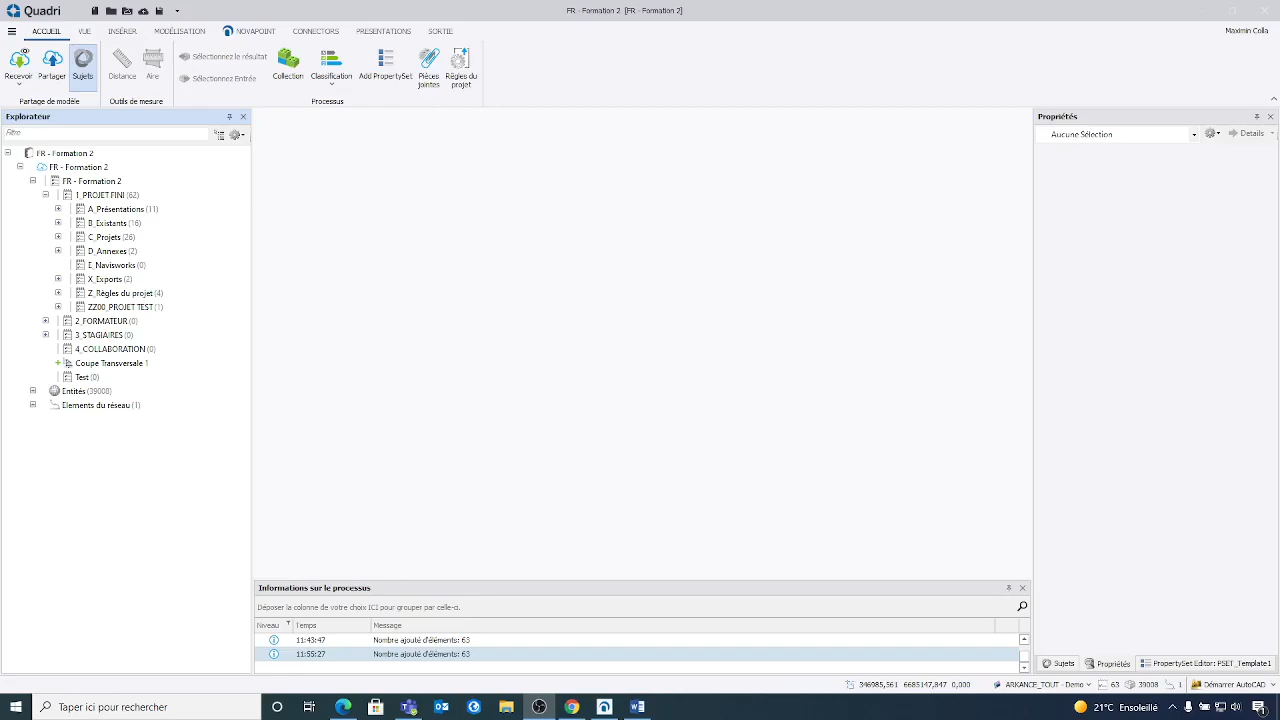 Quadri
FR - Formation 2 [FR - Formation 2]
ACCUEIL VUE INSÉRER MODÉLISATION NOVAPOINT CONNECTORS PRESENTATIONS SORTIE
Maximin Colla
Recevoir Partager Sujets
Partage de modèle
Distance Aire
Outils de mesure
Sélectionnez le résultat
Sélectionnez Entrée
Collection Classification Add PropertySet Pièces jointes Règles du projet
Processus
Explorateur
Filtre
FR - Formation 2
FR - Formation 2
FR - Formation 2
1_PROJET FINI (62)
A_Présentations (11)
B_Existants (16)
C_Projets (26)
D_Annexes (2)
E_Navisworks (0)
X_Exports (2)
Z_Règles du projet (4)
ZZ00_PROJET TEST (1)
2_FORMATEUR (0)
3_STAGIAIRES (0)
4_COLLABORATION (0)
Coupe Transversale 1
Test (0)
Entités (39008)
Elements du réseau (1)
Informations sur le processus
Déposer la colonne de votre choix ICI pour grouper par celle-ci.
Niveau Temps Message
11:43:47 Nombre ajouté d'éléments: 63
11:55:27 Nombre ajouté d'éléments: 63
Propriétés
Aucune Sélection
Details
Sujets Propriétés PropertySet Editor: PSET_Template1
346985,561 6685147,847 0,000 ARKANCE_TOUT - Demo 63 39008 1 Démarrer AutoCAD
Taper ici pour rechercher
21°C Ensoleillé